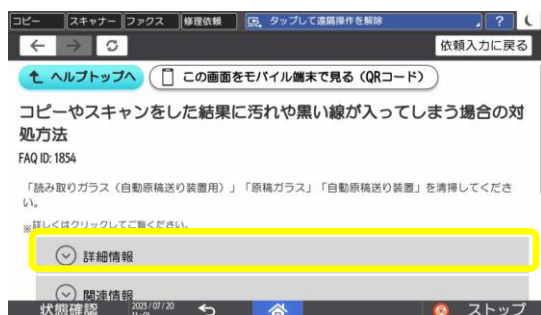 コピー スキャナー ファクス 修理依頼 タップして遠隔操作を解除 ?
依頼入力に戻る
ヘルプトップへ この画面をモバイル端末で見る（QRコード）
コピーやスキャンをした結果に汚れや黒い線が入ってしまう場合の対
処方法
FAQ ID: 1854
「読み取りガラス（自動原稿送り装置用）」「原稿ガラス」「自動原稿送り装置」を清掃してくださ
い。
※詳しくはクリックしてご覧ください。
詳細情報
関連情報
状態確認 2025/07/20 ストップ